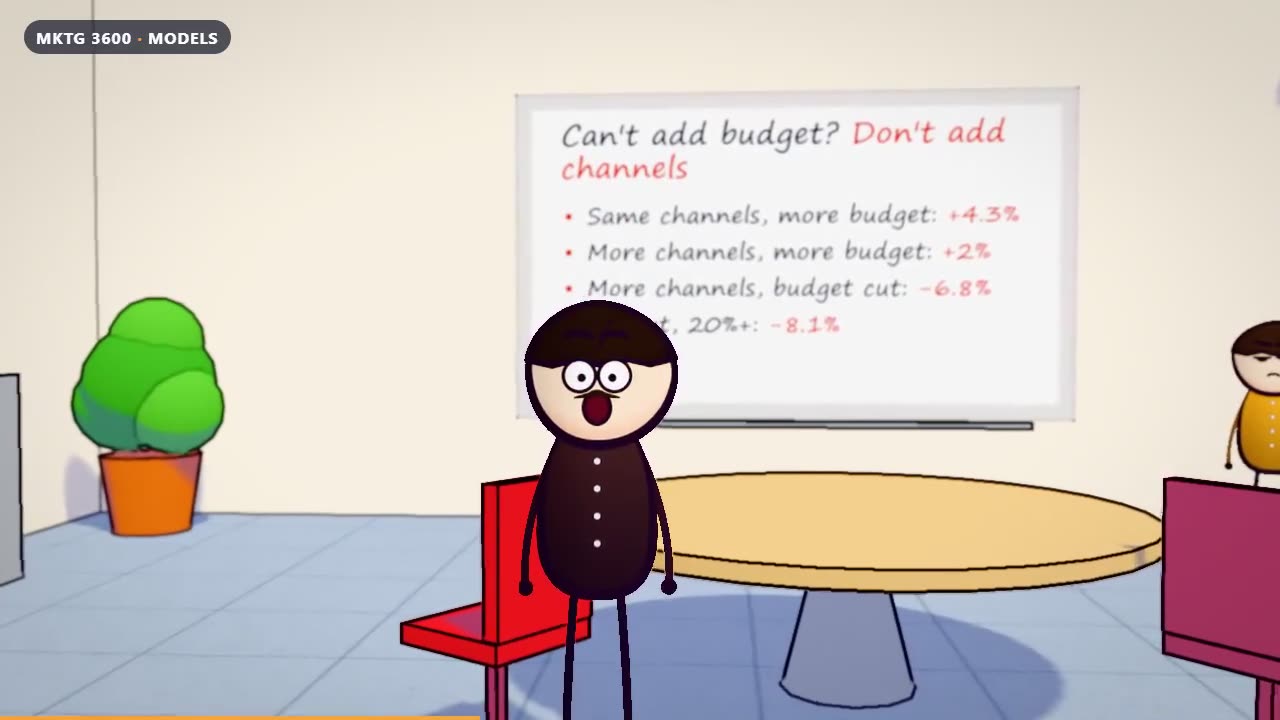 MKTG 3600 · MODELS
Can't add budget? Don't add
channels
• Same channels, more budget: +4.3%
• More channels, more budget: +2%
• More channels, budget cut: -6.8%
20%+: -8.1%